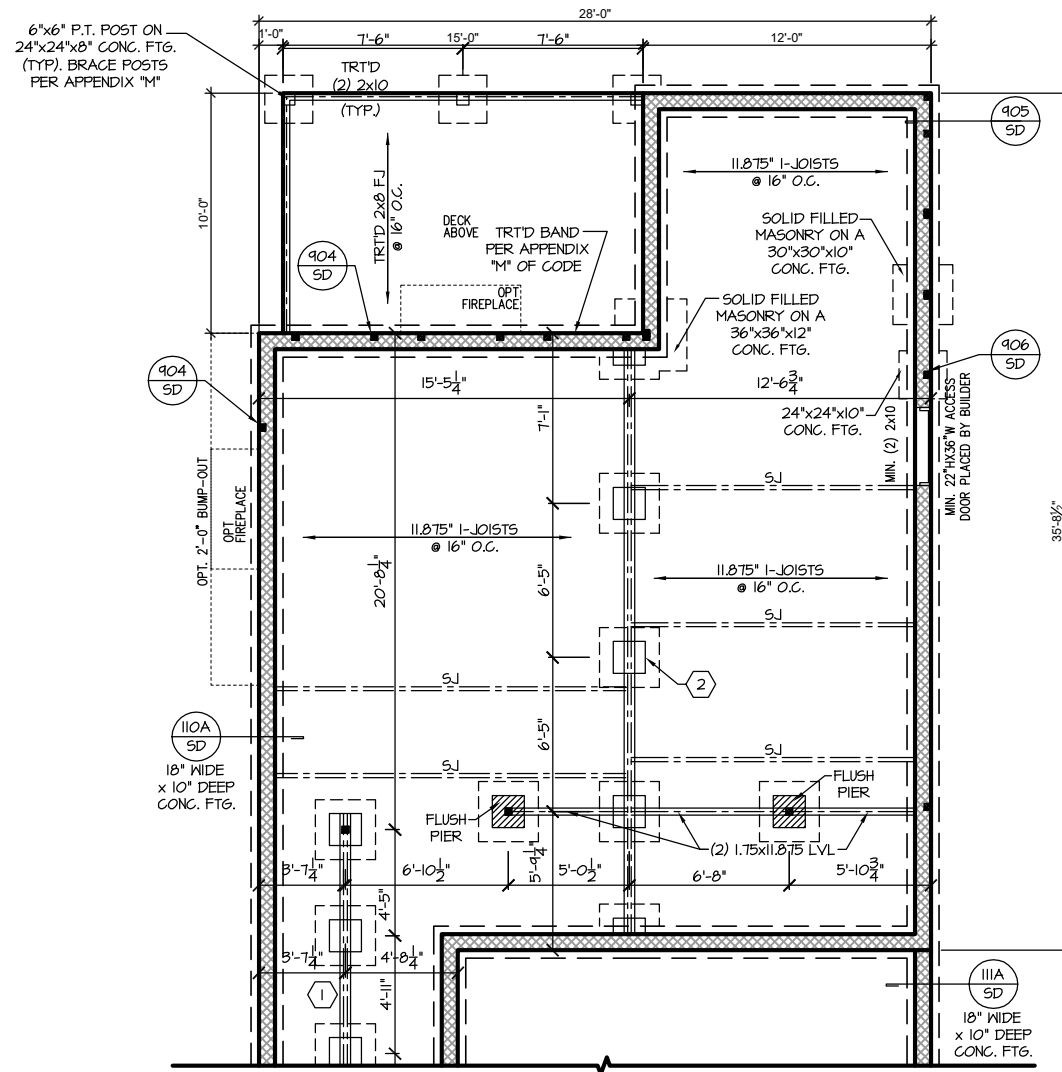 28'-0"
6"x6" P.T. POST ON
24"x24"x8" CONC. FTG.
(TYP). BRACE POSTS
PER APPENDIX "M"
1'-0"
7'-6"
15'-0"
7'-6"
12'-0"
TRT'D
(2) 2x10
(TYP.)
905
SD
11.875" I-JOISTS
@ 16" O.C.
10'-0"
TRT'D 2x8 FJ
@ 16" O.C.
DECK
ABOVE
TRT'D BAND
PER APPENDIX
"M" OF CODE
SOLID FILLED
MASONRY ON A
30"x30"x10"
CONC. FTG.
904
SD
OPT
FIREPLACE
SOLID FILLED
MASONRY ON A
36"x36"x12"
CONC. FTG.
906
SD
904
SD
15'-5 1/4"
12'-6 3/4"
24"x24"x10"
CONC. FTG.
7'-1"
MIN. (2) 2x10
MIN. 22"HX36"W ACCESS
DOOR PLACED BY BUILDER
OPT. 2'-0" BUMP-OUT
OPT
FIREPLACE
SJ
35'-8 1/2"
11.875" I-JOISTS
@ 16" O.C.
20'-8 1/4"
6'-5"
11.875" I-JOISTS
@ 16" O.C.
SJ
2
SJ
110A
SD
18" WIDE
x 10" DEEP
CONC. FTG.
6'-5"
SJ
SJ
FLUSH
PIER
FLUSH
PIER
(2) 1.75x11.875 LVL
3'-7 1/4"
6'-10 1/2"
5'-9 1/4"
5'-0 1/2"
6'-8"
5'-10 3/4"
4'-5"
3'-7 1/4"
4'-8 1/4"
1
4'-11"
111A
SD
18" WIDE
x 10" DEEP
CONC. FTG.